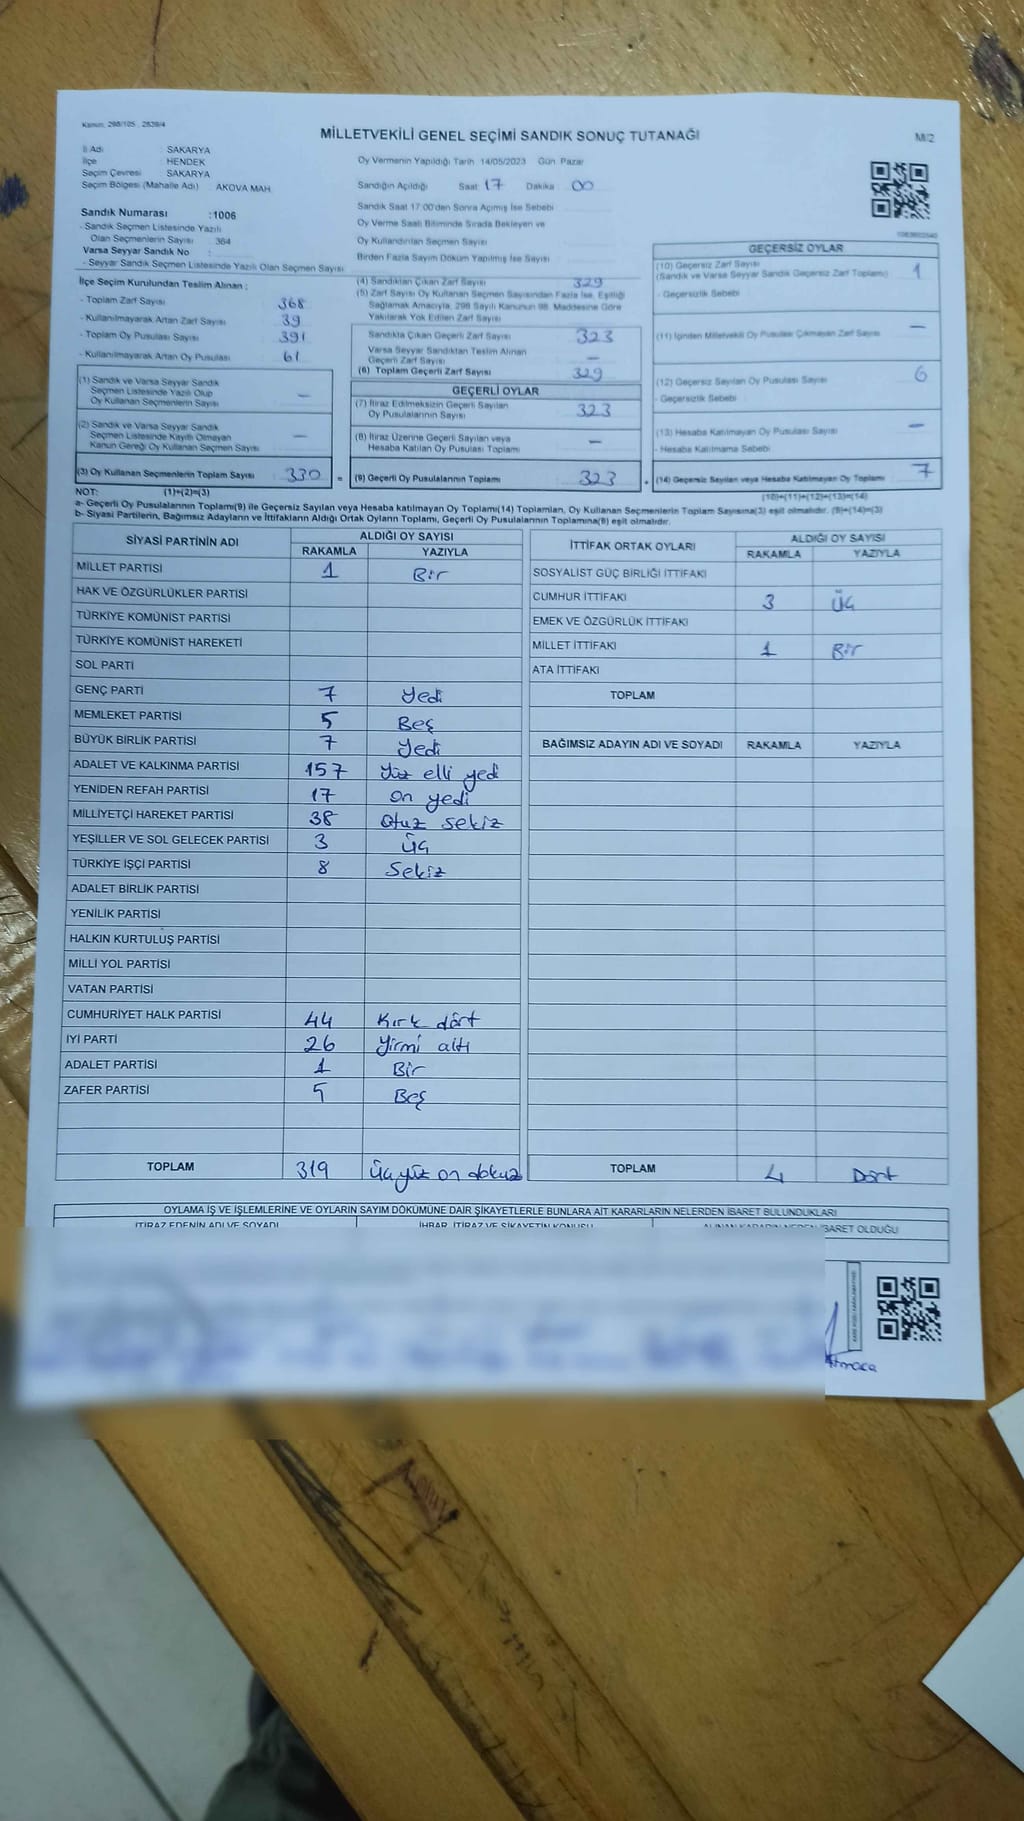 Kanun, 298/105 , 2839/4
MİLLETVEKİLİ GENEL SEÇİMİ SANDIK SONUÇ TUTANAĞI
M/2
İl Adı : SAKARYA
İlçe : HENDEK
Seçim Çevresi : SAKARYA
Seçim Bölgesi (Mahalle Adı) : AKOVA MAH.
Oy Vermenin Yapıldığı Tarih 14/05/2023 Gün Pazar
Sandığın Açıldığı Saat 17 Dakika 00
Sandık Saat 17:00'den Sonra Açımış İse Sebebi
Oy Verme Saati Bitiminde Sırada Bekleyen ve
Oy Kullandırılan Seçmen Sayısı
Birden Fazla Sayım Döküm Yapılmış İse Sayısı
Sandık Numarası :1006
- Sandık Seçmen Listesinde Yazılı
Olan Seçmenlerin Sayısı : 364
Varsa Seyyar Sandık No :
- Seyyar Sandık Seçmen Listesinde Yazılı Olan Seçmen Sayısı
İlçe Seçim Kurulundan Teslim Alınan ;
- Toplam Zarf Sayısı : 368
- Kullanılmayarak Artan Zarf Sayısı : 39
- Toplam Oy Pusulası Sayısı : 391
- Kullanılmayarak Artan Oy Pusulası : 61
(1) Sandık ve Varsa Seyyar Sandık
Seçmen Listesinde Yazılı Olup
Oy Kullanan Seçmenlerin Sayısı —
(2) Sandık ve Varsa Seyyar Sandık
Seçmen Listesinde Kayıtlı Olmayan
Kanun Gereği Oy Kullanan Seçmen Sayısı —
(3) Oy Kullanan Seçmenlerin Toplam Sayısı 330 =
(4) Sandıktan Çıkan Zarf Sayısı 329
(5) Zarf Sayısı Oy Kullanan Seçmen Sayısından Fazla İse, Eşitliği
Sağlamak Amacıyla, 298 Sayılı Kanunun 98. Maddesine Göre
Yakılarak Yok Edilen Zarf Sayısı
Sandıkta Çıkan Geçerli Zarf Sayısı 323
Varsa Seyyar Sandıktan Teslim Alınan
Geçerli Zarf Sayısı —
(6) Toplam Geçerli Zarf Sayısı 329
GEÇERLİ OYLAR
(7) İtiraz Edilmeksizin Geçerli Sayılan
Oy Pusulalarının Sayısı 323
(8) İtiraz Üzerine Geçerli Sayılan veya
Hesaba Katılan Oy Pusulası Toplamı —
(9) Geçerli Oy Pusulalarının Toplamı 323 +
GEÇERSİZ OYLAR
(10) Geçersiz Zarf Sayısı 1
(Sandık ve Varsa Seyyar Sandık Geçersiz Zarf Toplamı)
- Geçersizlik Sebebi
(11) İçinden Milletvekili Oy Pusulası Çıkmayan Zarf Sayısı —
(12) Geçersiz Sayılan Oy Pusulası Sayısı 6
- Geçersizlik Sebebi
(13) Hesaba Katılmayan Oy Pusulası Sayısı —
- Hesaba Katılmama Sebebi
(14) Geçersiz Sayılan veya Hesaba Katılmayan Oy Toplamı 7
NOT: (1)+(2)=(3)
(10)+(11)+(12)+(13)=(14)
a- Geçerli Oy Pusulalarının Toplamı(9) ile Geçersiz Sayılan veya Hesaba katılmayan Oy Toplamı(14) Toplamları, Oy Kullanan Seçmenlerin Toplam Sayısına(3) eşit olmalıdır. (9)+(14)=(3)
b- Siyasi Partilerin, Bağımsız Adayların ve İttifakların Aldığı Ortak Oyların Toplamı, Geçerli Oy Pusulalarının Toplamına(9) eşit olmalıdır.
SİYASİ PARTİNİN ADI ALDIĞI OY SAYISI
RAKAMLA YAZIYLA
MİLLET PARTİSİ 1 Bir
HAK VE ÖZGÜRLÜKLER PARTİSİ
TÜRKİYE KOMÜNİST PARTİSİ
TÜRKİYE KOMÜNİST HAREKETİ
SOL PARTİ
GENÇ PARTİ 7 Yedi
MEMLEKET PARTİSİ 5 Beş
BÜYÜK BİRLİK PARTİSİ 7 Yedi
ADALET VE KALKINMA PARTİSİ 157 Yüz elli yedi
YENİDEN REFAH PARTİSİ 17 On yedi
MİLLİYETÇİ HAREKET PARTİSİ 38 Otuz sekiz
YEŞİLLER VE SOL GELECEK PARTİSİ 3 Üç
TÜRKİYE İŞÇİ PARTİSİ 8 Sekiz
ADALET BİRLİK PARTİSİ
YENİLİK PARTİSİ
HALKIN KURTULUŞ PARTİSİ
MİLLİ YOL PARTİSİ
VATAN PARTİSİ
CUMHURİYET HALK PARTİSİ 44 Kırk dört
İYİ PARTİ 26 Yirmi altı
ADALET PARTİSİ 1 Bir
ZAFER PARTİSİ 5 Beş
TOPLAM 319 Üçyüz on dokuz
İTTİFAK ORTAK OYLARI ALDIĞI OY SAYISI
RAKAMLA YAZIYLA
SOSYALİST GÜÇ BİRLİĞİ İTTİFAKI
CUMHUR İTTİFAKI 3 Üç
EMEK VE ÖZGÜRLÜK İTTİFAKI
MİLLET İTTİFAKI 1 Bir
ATA İTTİFAKI
TOPLAM
BAĞIMSIZ ADAYIN ADI VE SOYADI RAKAMLA YAZIYLA
TOPLAM 4 Dört
OYLAMA İŞ VE İŞLEMLERİNE VE OYLARIN SAYIM DÖKÜMÜNE DAİR ŞİKAYETLERLE BUNLARA AİT KARARLARIN NELERDEN İBARET BULUNDUKLARI
İTİRAZ EDENİN ADI VE SOYADI İHBAR, İTİRAZ VE ŞİKAYETİN KONUSU ALINAN KARARIN NEDEN İBARET OLDUĞU